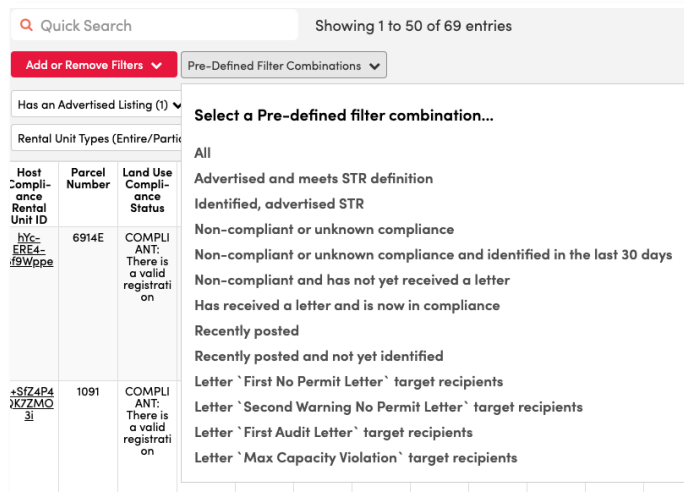 Quick Search
Showing 1 to 50 of 69 entries
Add or Remove Filters
Pre-Defined Filter Combinations
Has an Advertised Listing (1)
Rental Unit Types (Entire/Partic
Select a Pre-defined filter combination...
All
Advertised and meets STR definition
Identified, advertised STR
Non-compliant or unknown compliance
Non-compliant or unknown compliance and identified in the last 30 days
Non-compliant and has not yet received a letter
Has received a letter and is now in compliance
Recently posted
Recently posted and not yet identified
Letter `First No Permit Letter` target recipients
Letter `Second Warning No Permit Letter` target recipients
Letter `First Audit Letter` target recipients
Letter `Max Capacity Violation` target recipients
Host
Compli-
ance
Rental
Unit ID
Parcel
Number
Land Use
Compli-
ance
Status
hYc-
ERE4-
5f9Wppe
6914E
COMPLI
ANT:
There is
a valid
registrati
on
+SfZ4P4
K7ZMO
3i
1091
COMPLI
ANT:
There is
a valid
registrati
on